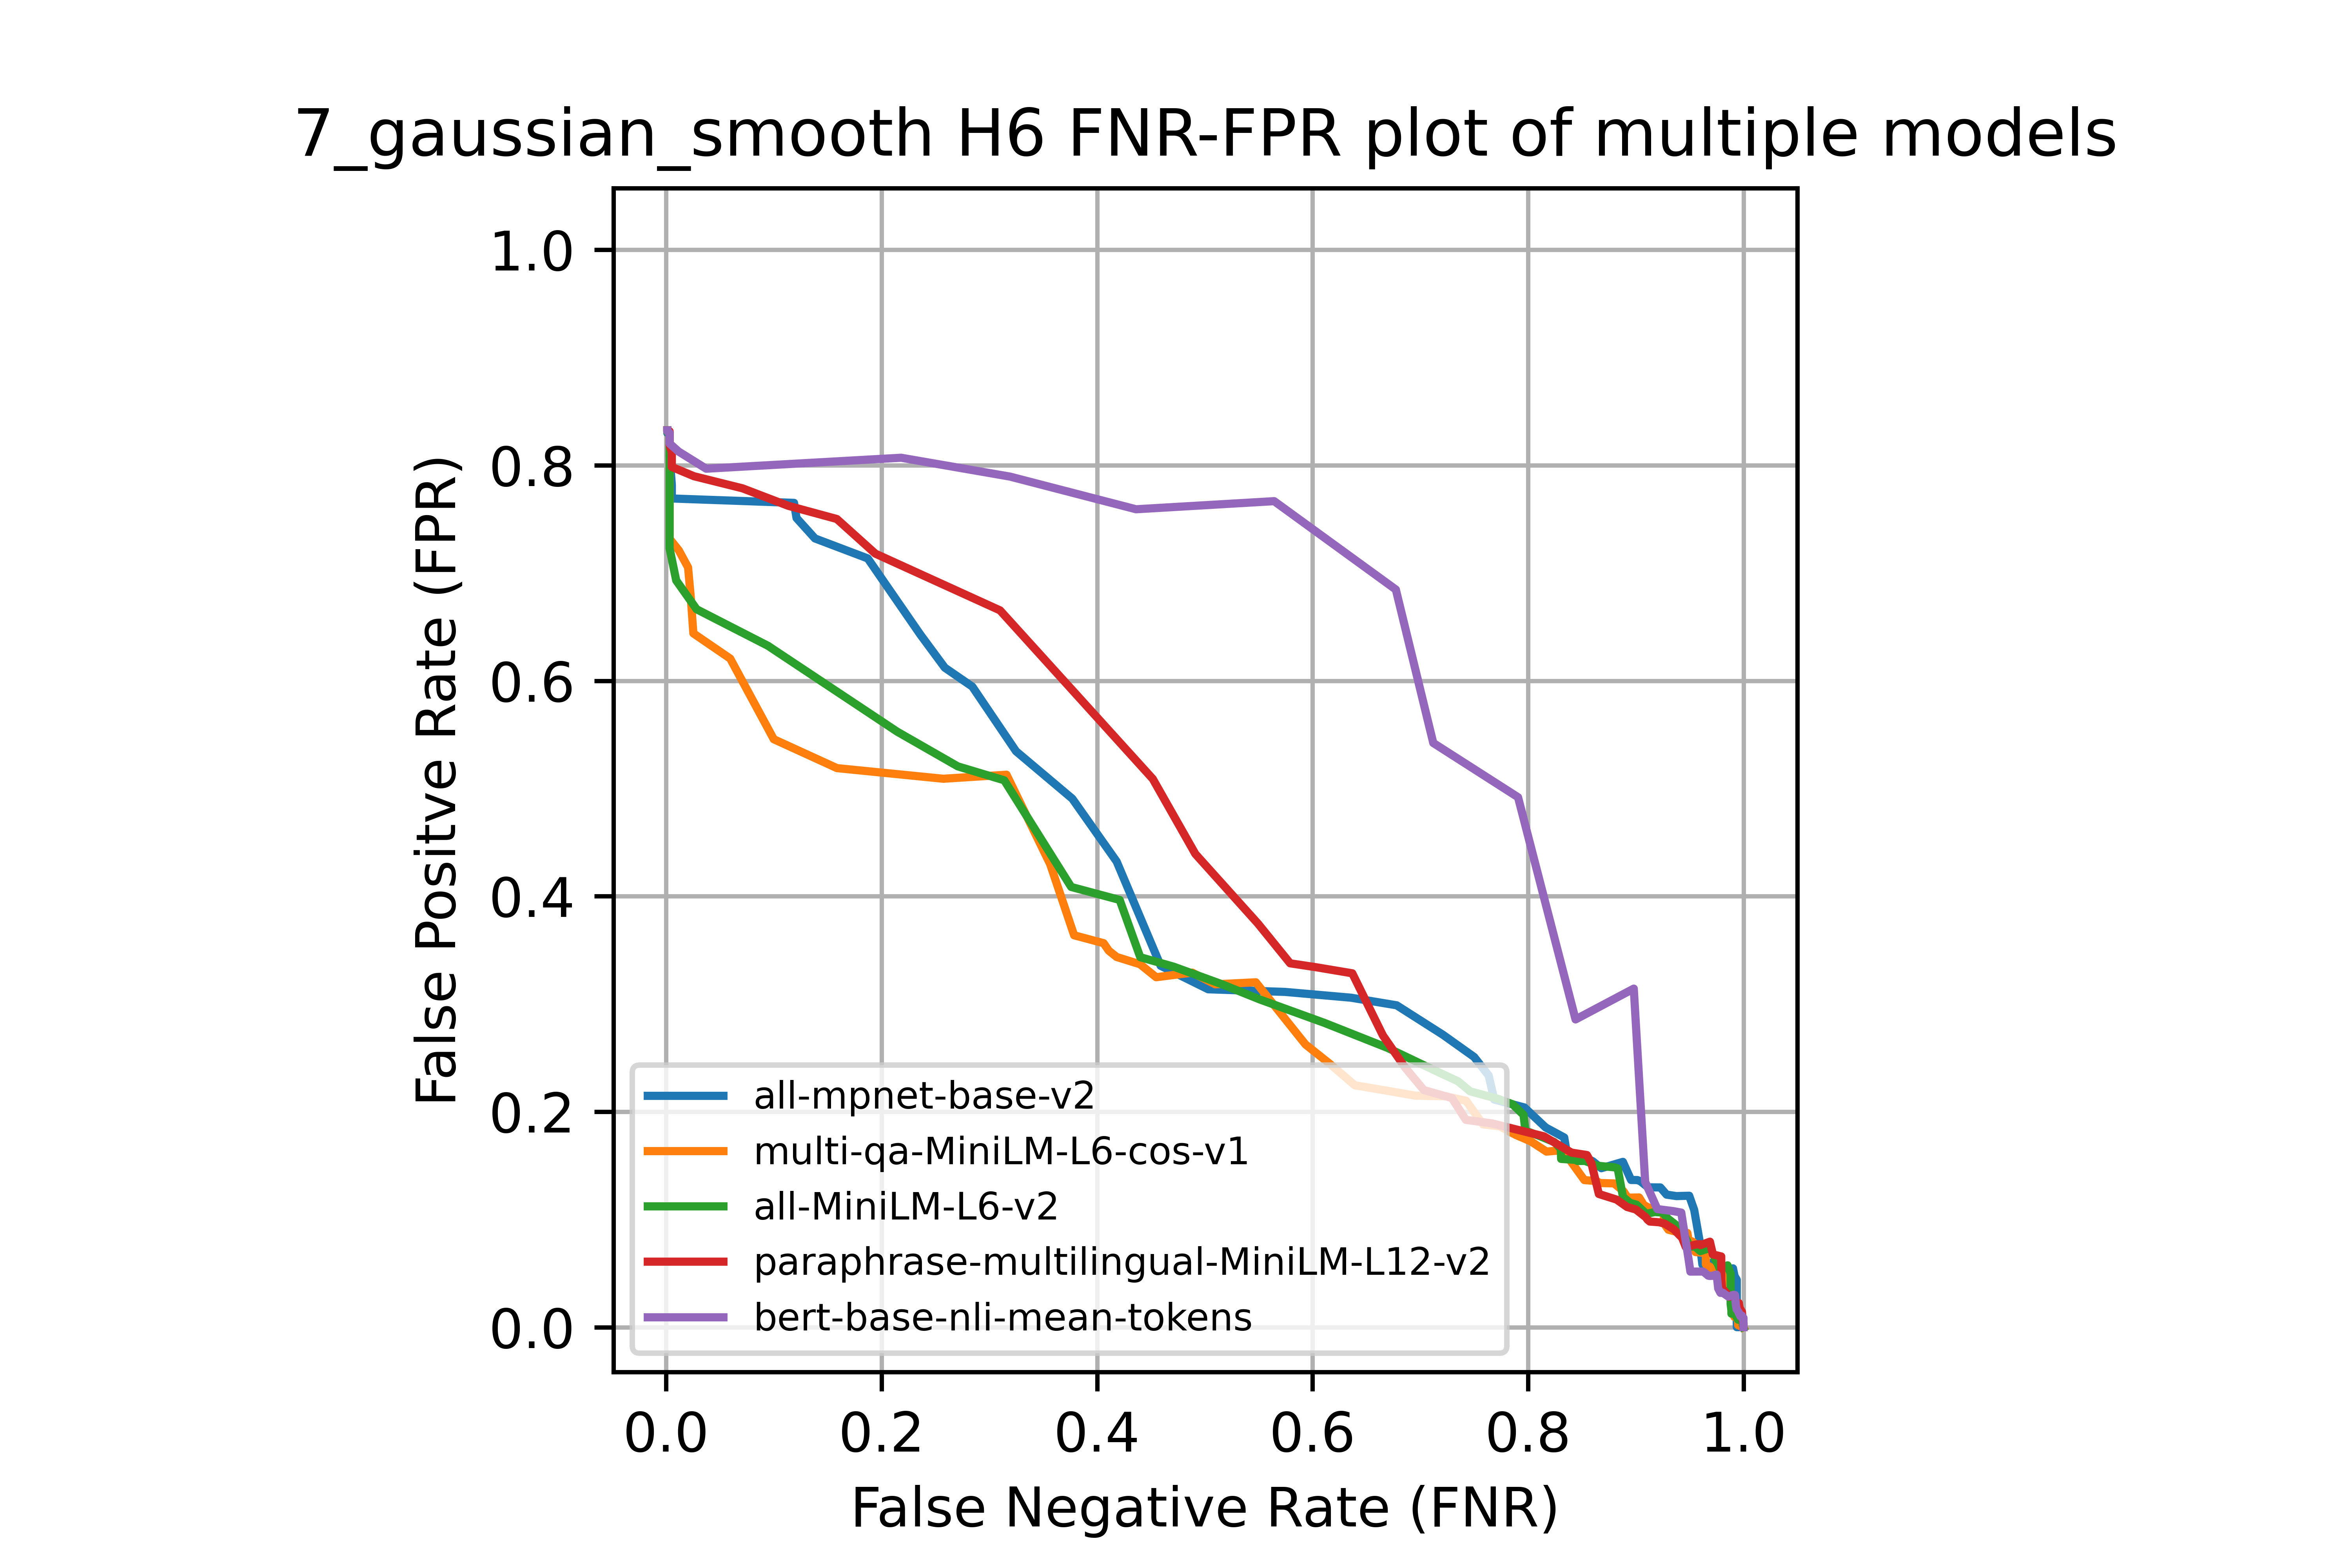 7_gaussian_smooth H6 FNR-FPR plot of multiple models
False Positve Rate (FPR)
1.0
0.8
0.6
0.4
0.2
0.0
all-mpnet-base-v2
multi-qa-MiniLM-L6-cos-v1
all-MiniLM-L6-v2
paraphrase-multilingual-MiniLM-L12-v2
bert-base-nli-mean-tokens
0.0 0.2 0.4 0.6 0.8 1.0
False Negative Rate (FNR)